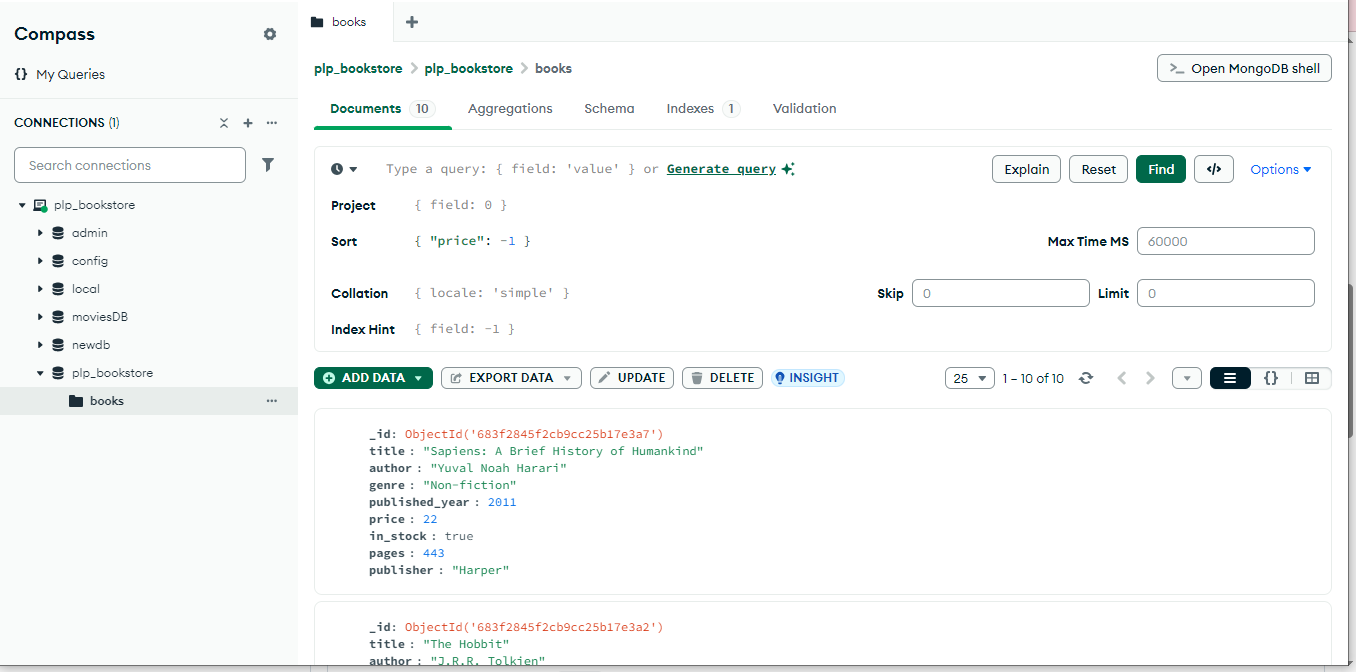 Compass
My Queries
CONNECTIONS (1)
Search connections
plp_bookstore
admin
config
local
moviesDB
newdb
plp_bookstore
books
books
plp_bookstore > plp_bookstore > books
>_ Open MongoDB shell
Documents 10 Aggregations Schema Indexes 1 Validation
Type a query: { field: 'value' } or Generate query
Explain Reset Find </> Options
Project { field: 0 }
Sort { "price": -1 }
Max Time MS 60000
Collation { locale: 'simple' }
Skip 0 Limit 0
Index Hint { field: -1 }
ADD DATA EXPORT DATA UPDATE DELETE INSIGHT
25 1 – 10 of 10
_id: ObjectId('683f2845f2cb9cc25b17e3a7')
title : "Sapiens: A Brief History of Humankind"
author : "Yuval Noah Harari"
genre : "Non-fiction"
published_year : 2011
price : 22
in_stock : true
pages : 443
publisher : "Harper"
_id: ObjectId('683f2845f2cb9cc25b17e3a2')
title : "The Hobbit"
author : "J.R.R. Tolkien"